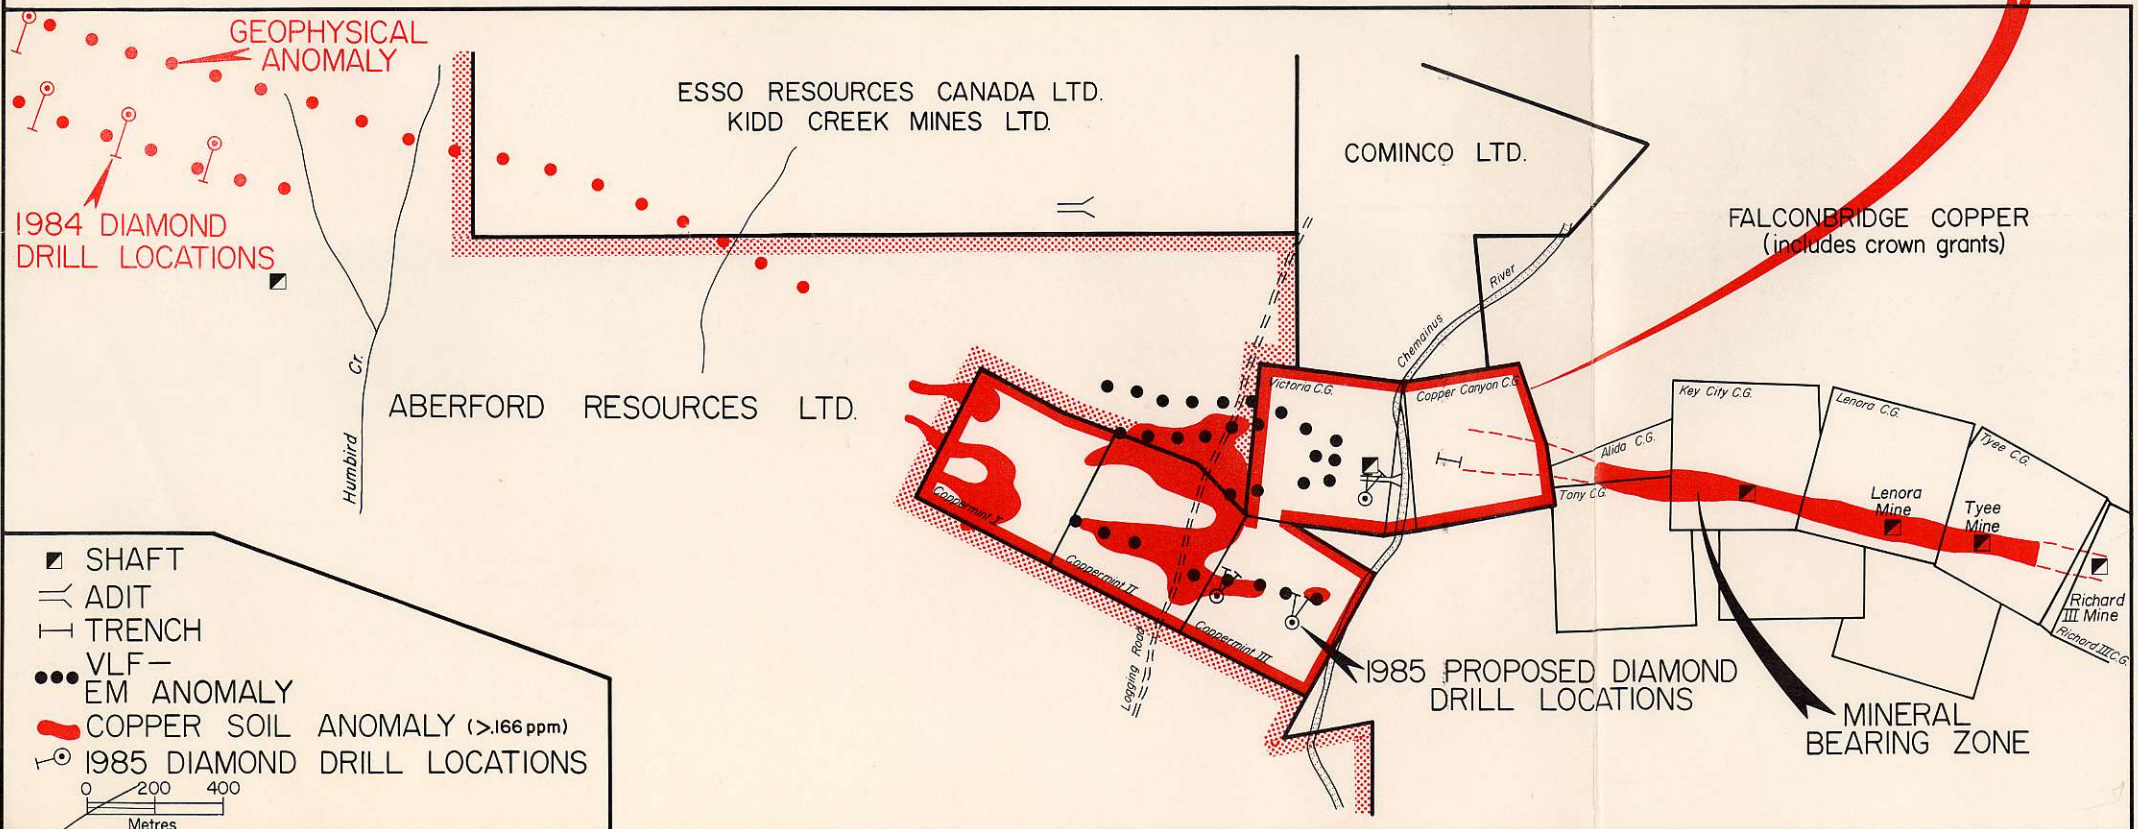 GEOPHYSICAL
ANOMALY
ESSO RESOURCES CANADA LTD.
KIDD CREEK MINES LTD.
COMINCO LTD.
FALCONBRIDGE COPPER
(includes crown grants)
1984 DIAMOND
DRILL LOCATIONS
Humbird Cr.
ABERFORD RESOURCES LTD.
Chemainus River
Victoria C.G.
Copper Canyon C.G.
Key City C.G.
Lenora C.G.
Tyee C.G.
Alida C.G.
Tony C.G.
Lenora
Mine
Tyee
Mine
Richard
III Mine
Richard III C.G.
Coppermint I
Coppermint II
Coppermint III
Logging Road
1985 PROPOSED DIAMOND
DRILL LOCATIONS
MINERAL
BEARING ZONE
SHAFT
ADIT
TRENCH
VLF-
EM ANOMALY
COPPER SOIL ANOMALY (>.166 ppm)
1985 DIAMOND DRILL LOCATIONS
0 200 400
Metres